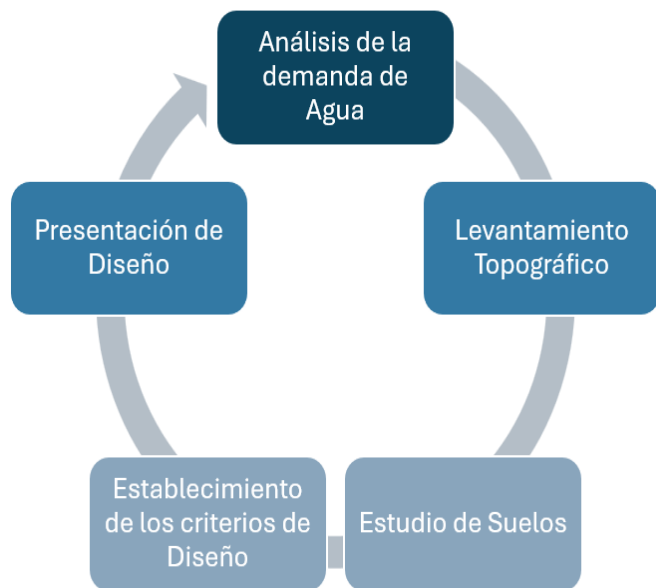 Análisis de la
demanda de
Agua
Presentación de
Diseño
Levantamiento
Topográfico
Establecimiento
de los criterios de
Diseño
Estudio de Suelos